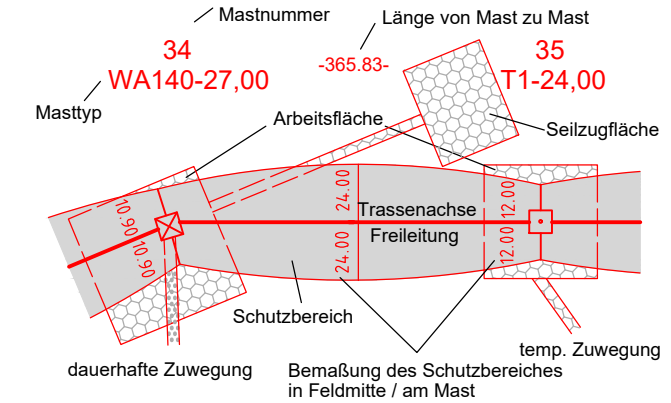 Mastnummer
Länge von Mast zu Mast
34
-365.83-
35
WA140-27,00
T1-24,00
Masttyp
Arbeitsfläche
Seilzugfläche
10.90
10.90
24.00
24.00
Trassenachse
Freileitung
12.00
12.00
Schutzbereich
dauerhafte Zuwegung
temp. Zuwegung
Bemaßung des Schutzbereiches
in Feldmitte / am Mast